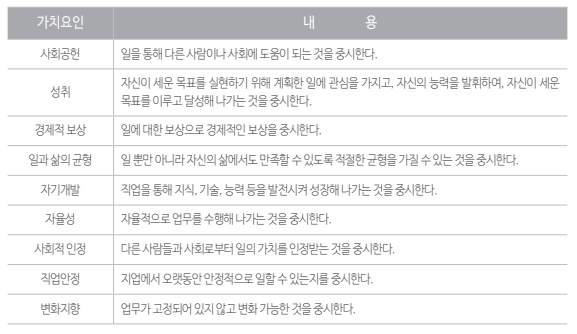 가치요인 내 용
사회공헌 일을 통해 다른 사람이나 사회에 도움이 되는 것을 중시한다.
성취 자신이 세운 목표를 실현하기 위해 계획한 일에 관심을 가지고, 자신의 능력을 발휘하여, 자신이 세운
목표를 이루고 달성해 나가는 것을 중시한다.
경제적 보상 일에 대한 보상으로 경제적인 보상을 중시한다.
일과 삶의 균형 일 뿐만 아니라 자신의 삶에서도 만족할 수 있도록 적절한 균형을 가질 수 있는 것을 중시한다.
자기개발 직업을 통해 지식, 기술, 능력 등을 발전시켜 성장해 나가는 것을 중시한다.
자율성 자율적으로 업무를 수행해 나가는 것을 중시한다.
사회적 인정 다른 사람들과 사회로부터 일의 가치를 인정받는 것을 중시한다.
직업안정 지업에서 오랫동안 안정적으로 일할 수 있는지를 중시한다.
변화지향 업무가 고정되어 있지 않고 변화 가능한 것을 중시한다.